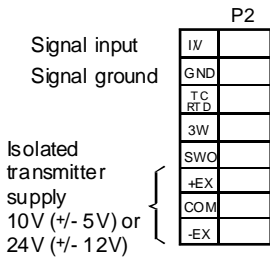 P2
Signal input
I.V
Signal ground
GND
TC
RTD
3W
SWO
Isolated
transmitter
supply
10V (+/- 5V) or
24V (+/- 12V)
+EX
COM
-EX